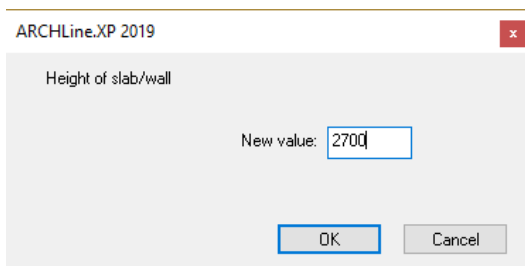 ARCHLine.XP 2019
x
Height of slab/wall
New value: 2700
OK Cancel